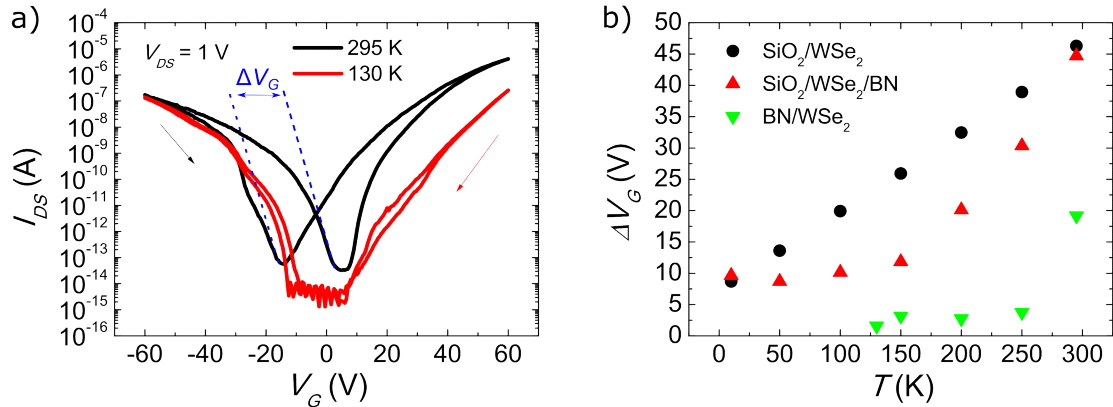 a)
V_DS = 1 V
295 K
130 K
ΔV_G
10⁻⁴
10⁻⁵
10⁻⁶
10⁻⁷
10⁻⁸
10⁻⁹
10⁻¹⁰
10⁻¹¹
10⁻¹²
10⁻¹³
10⁻¹⁴
10⁻¹⁵
10⁻¹⁶
I_DS (A)
-60 -40 -20 0 20 40 60
V_G (V)
b)
SiO₂/WSe₂
SiO₂/WSe₂/BN
BN/WSe₂
50
45
40
35
30
25
20
15
10
5
0
ΔV_G (V)
0 50 100 150 200 250 300
T (K)